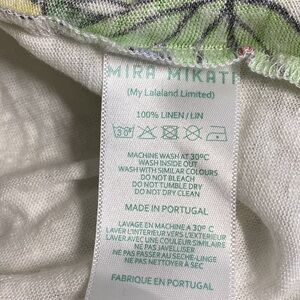 MIRA MIKATI
(My Lalaland Limited)
100% LINEN / LIN
30°
MACHINE WASH AT 30°C
WASH INSIDE OUT
WASH WITH SIMILAR COLOURS
DO NOT BLEACH
DO NOT TUMBLE DRY
DO NOT DRY CLEAN
MADE IN PORTUGAL
LAVAGE EN MACHINE A 30° C
LAVER L'INTERIEUR VERS L'EXTERIEUR
LAVER AVEC UNE COULEUR SIMILAIRE
NE PAS JAVELLISER
NE PAS PASSER AU SECHE-LINGE
NE PAS NETTOYER À SEC
FABRIQUE EN PORTUGAL